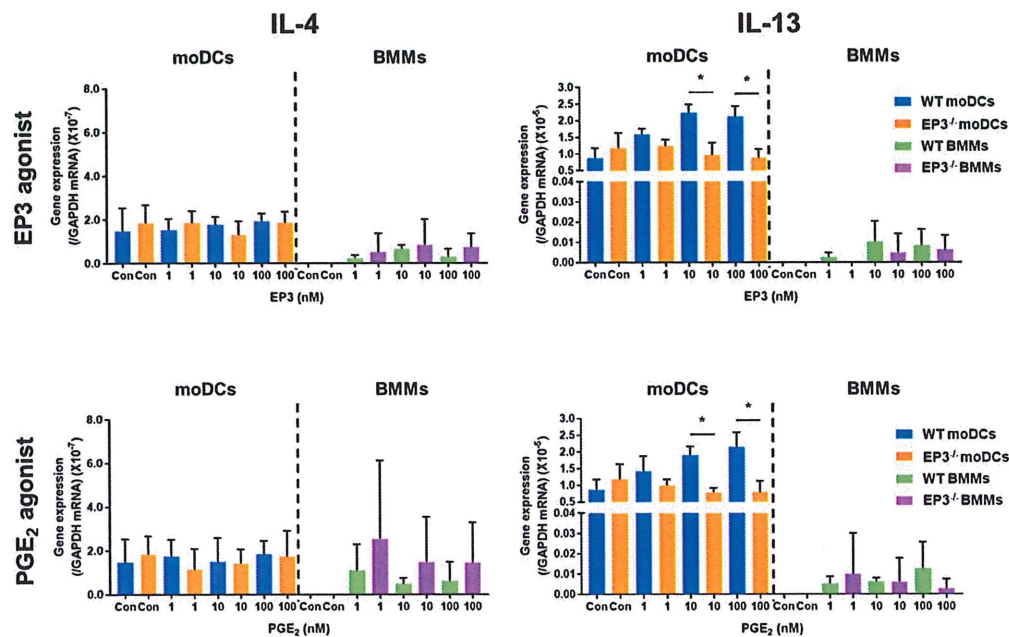 IL-4
IL-13
EP3 agonist
moDCs
BMMs
Gene expression
(/GAPDH mRNA) (X10⁻⁷)
8.0
6.0
4.0
2.0
0.0
Con Con 1 1 10 10 100 100 Con Con 1 1 10 10 100 100
EP3 (nM)
moDCs
BMMs
Gene expression
(/GAPDH mRNA) (X10⁻⁵)
3.0
2.5
2.0
1.5
1.0
0.5
0.04
0.03
0.02
0.01
0.00
* *
Con Con 1 1 10 10 100 100 Con Con 1 1 10 10 100 100
EP3 (nM)
WT moDCs
EP3⁻/⁻ moDCs
WT BMMs
EP3⁻/⁻ BMMs
PGE₂ agonist
moDCs
BMMs
Gene expression
(/GAPDH mRNA) (X10⁻⁷)
8.0
6.0
4.0
2.0
0.0
Con Con 1 1 10 10 100 100 Con Con 1 1 10 10 100 100
PGE₂ (nM)
moDCs
BMMs
Gene expression
(/GAPDH mRNA) (X10⁻⁵)
3.0
2.5
2.0
1.5
1.0
0.5
0.04
0.03
0.02
0.01
0.00
* *
Con Con 1 1 10 10 100 100 Con Con 1 1 10 10 100 100
PGE₂ (nM)
WT moDCs
EP3⁻/⁻ moDCs
WT BMMs
EP3⁻/⁻ BMMs